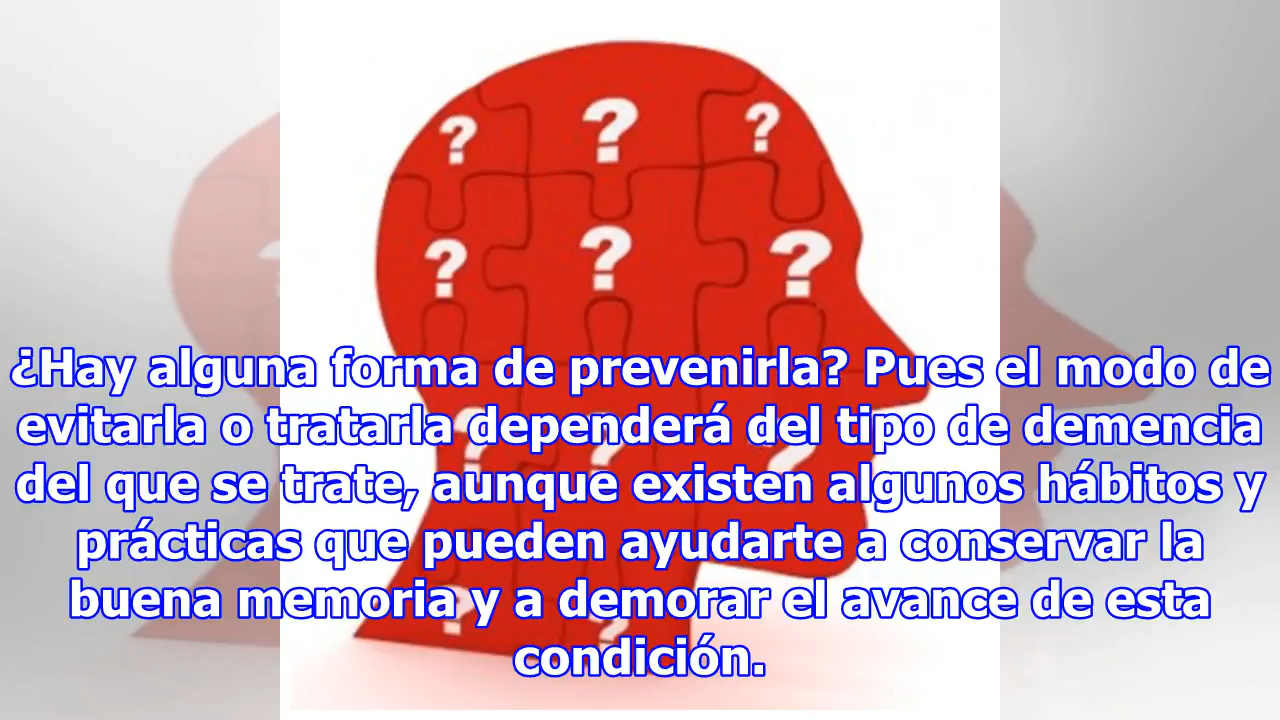 ? ? ?
? ? ?
¿Hay alguna forma de prevenirla? Pues el modo de
evitarla o tratarla dependerá del tipo de demencia
del que se trate, aunque existen algunos hábitos y
prácticas que pueden ayudarte a conservar la
buena memoria y a demorar el avance de esta
condición.